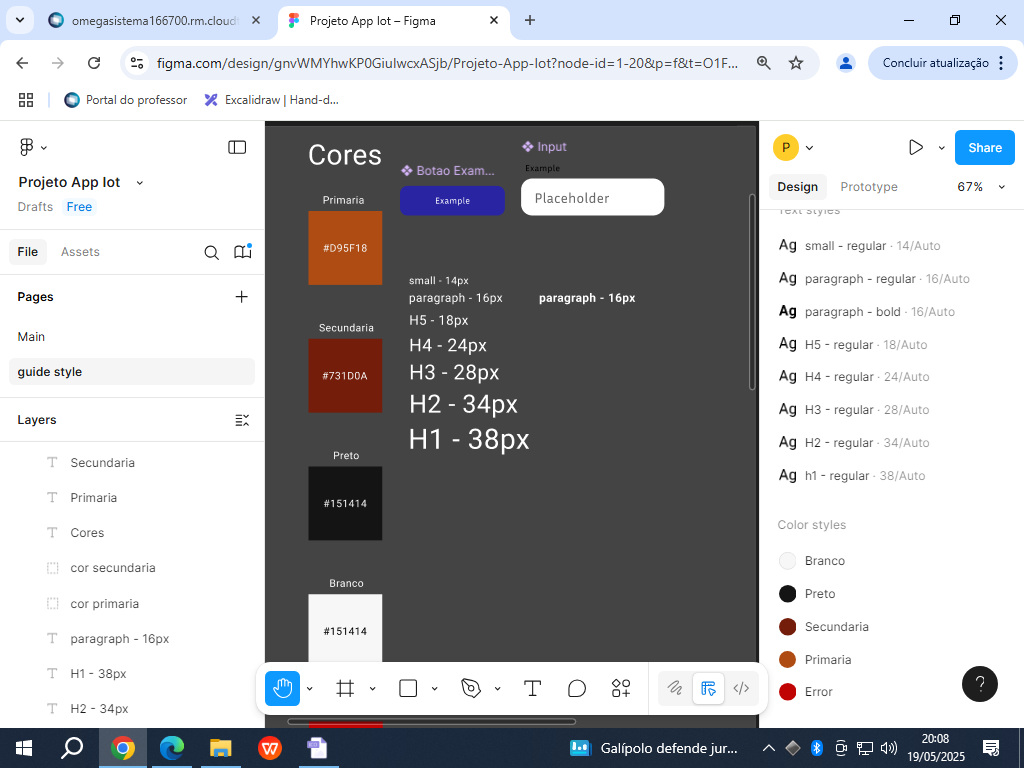 omegasistema166700.rm.cloudt
Projeto App Iot – Figma
figma.com/design/gnvWMYhwKP0GiuIwcxASjb/Projeto-App-Iot?node-id=1-20&p=f&t=O1F...
Concluir atualização
Portal do professor
Excalidraw | Hand-d...
Projeto App Iot
Drafts
Free
File
Assets
Pages
Main
guide style
Layers
Secundaria
Primaria
Cores
cor secundaria
cor primaria
paragraph - 16px
H1 - 38px
H2 - 34px
Cores
Primaria
#D95F18
Secundaria
#731D0A
Preto
#151414
Branco
#151414
Botao Exam...
Example
Input
Example
Placeholder
small - 14px
paragraph - 16px
paragraph - 16px
H5 - 18px
H4 - 24px
H3 - 28px
H2 - 34px
H1 - 38px
P
Share
Design
Prototype
67%
Text styles
Ag small - regular · 14/Auto
Ag paragraph - regular · 16/Auto
Ag paragraph - bold · 16/Auto
Ag H5 - regular · 18/Auto
Ag H4 - regular · 24/Auto
Ag H3 - regular · 28/Auto
Ag H2 - regular · 34/Auto
Ag h1 - regular · 38/Auto
Color styles
Branco
Preto
Secundaria
Primaria
Error
?
Galípolo defende jur...
20:08
19/05/2025